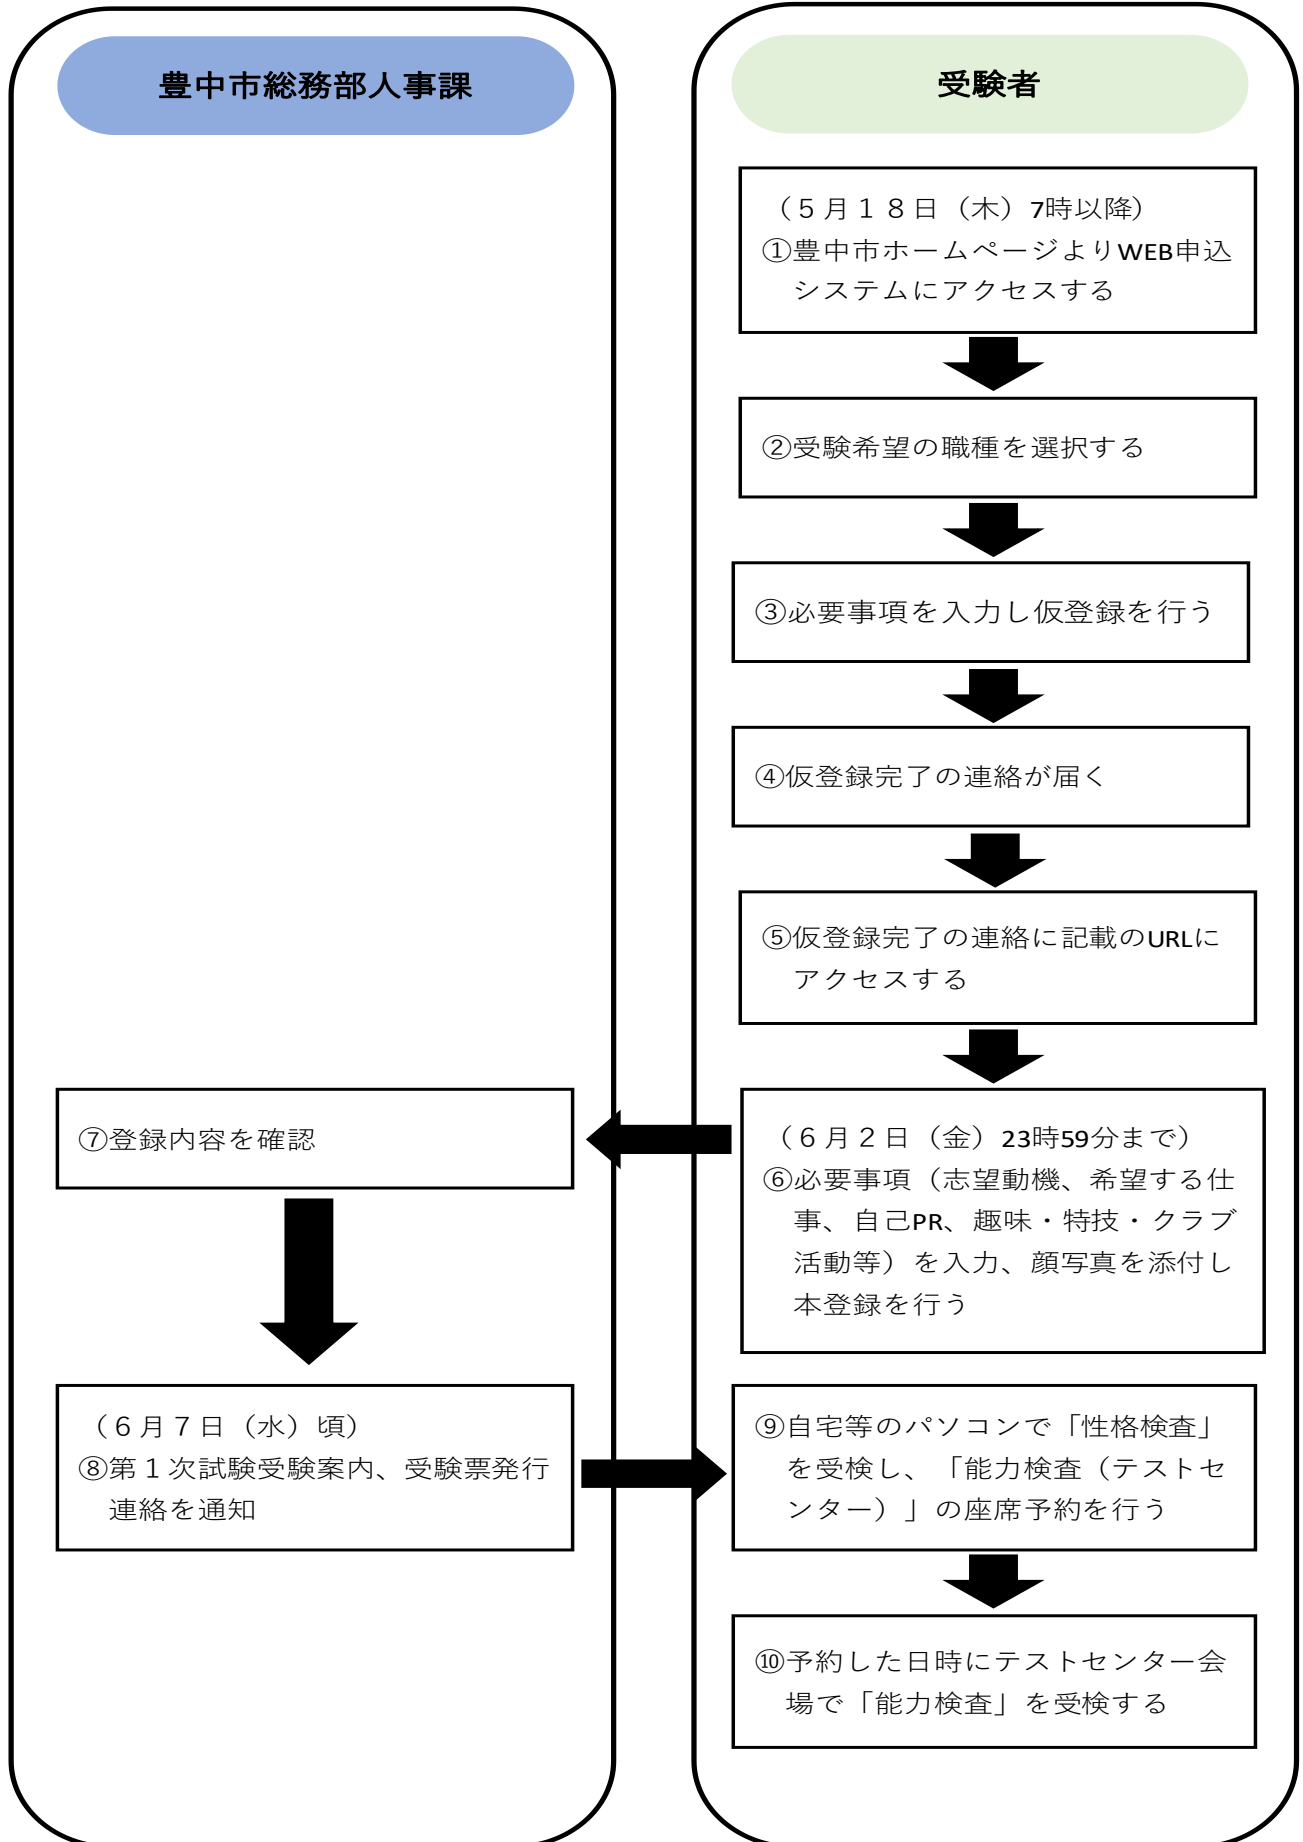 豊中市総務部人事課
受験者
（５月１８日（木）7時以降）
①豊中市ホームページよりWEB申込
システムにアクセスする
②受験希望の職種を選択する
③必要事項を入力し仮登録を行う
④仮登録完了の連絡が届く
⑤仮登録完了の連絡に記載のURLに
アクセスする
（６月２日（金）23時59分まで）
⑥必要事項（志望動機、希望する仕
事、自己PR、趣味・特技・クラブ
活動等）を入力、顔写真を添付し
本登録を行う
⑦登録内容を確認
（６月７日（水）頃）
⑧第１次試験受験案内、受験票発行
連絡を通知
⑨自宅等のパソコンで「性格検査」
を受検し、「能力検査（テストセ
ンター）」の座席予約を行う
⑩予約した日時にテストセンター会
場で「能力検査」を受検する